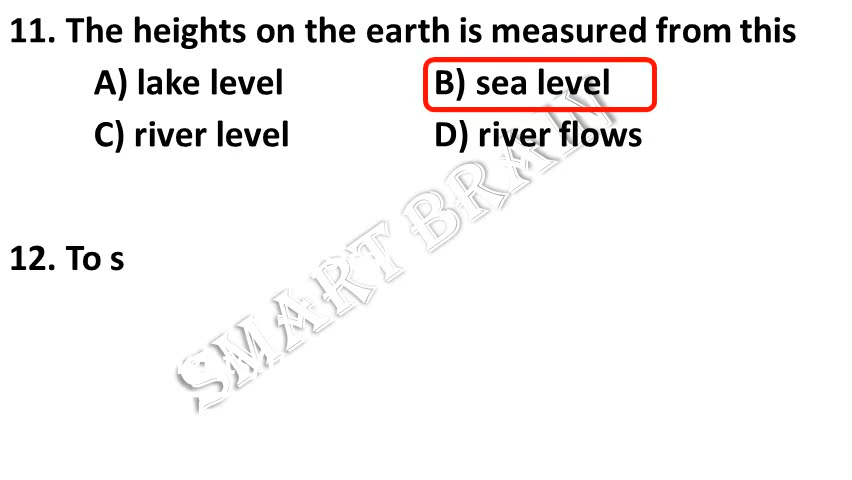 11. The heights on the earth is measured from this
A) lake level B) sea level
C) river level D) river flows
12. To s
SMART BRAIN